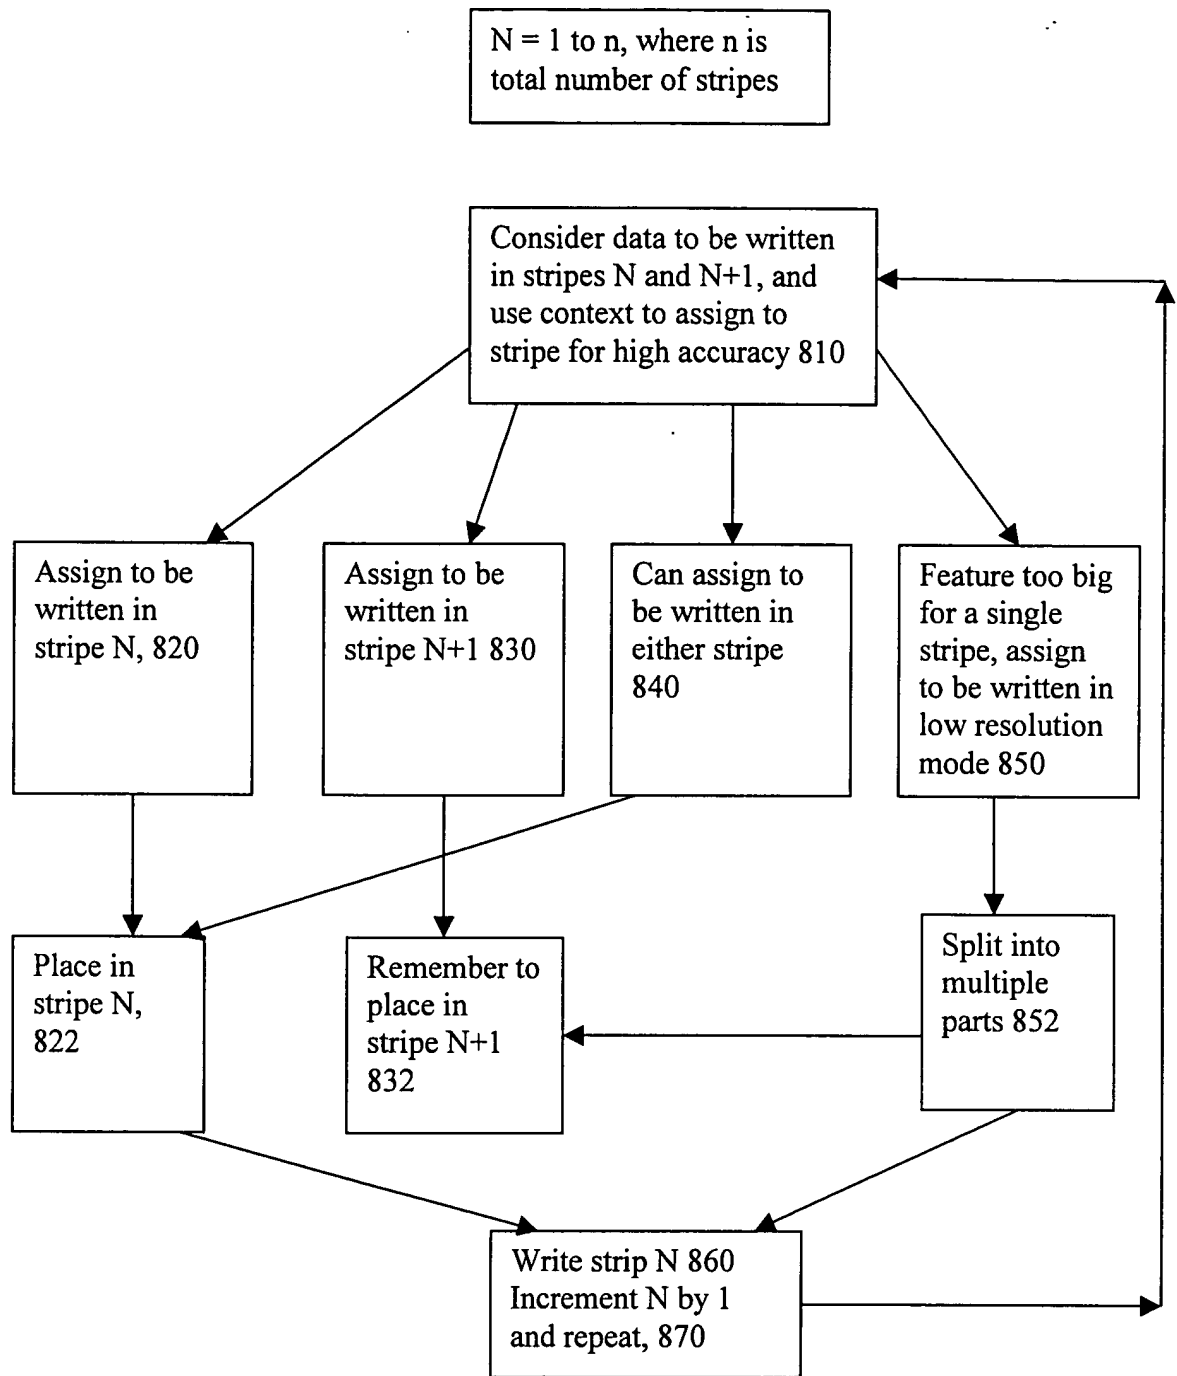 N = 1 to n, where n is
total number of stripes
Consider data to be written
in stripes N and N+1, and
use context to assign to
stripe for high accuracy 810
Assign to be
written in
stripe N, 820
Assign to be
written in
stripe N+1 830
Can assign to
be written in
either stripe
840
Feature too big
for a single
stripe, assign
to be written in
low resolution
mode 850
Place in
stripe N,
822
Remember to
place in
stripe N+1
832
Split into
multiple
parts 852
Write strip N 860
Increment N by 1
and repeat, 870